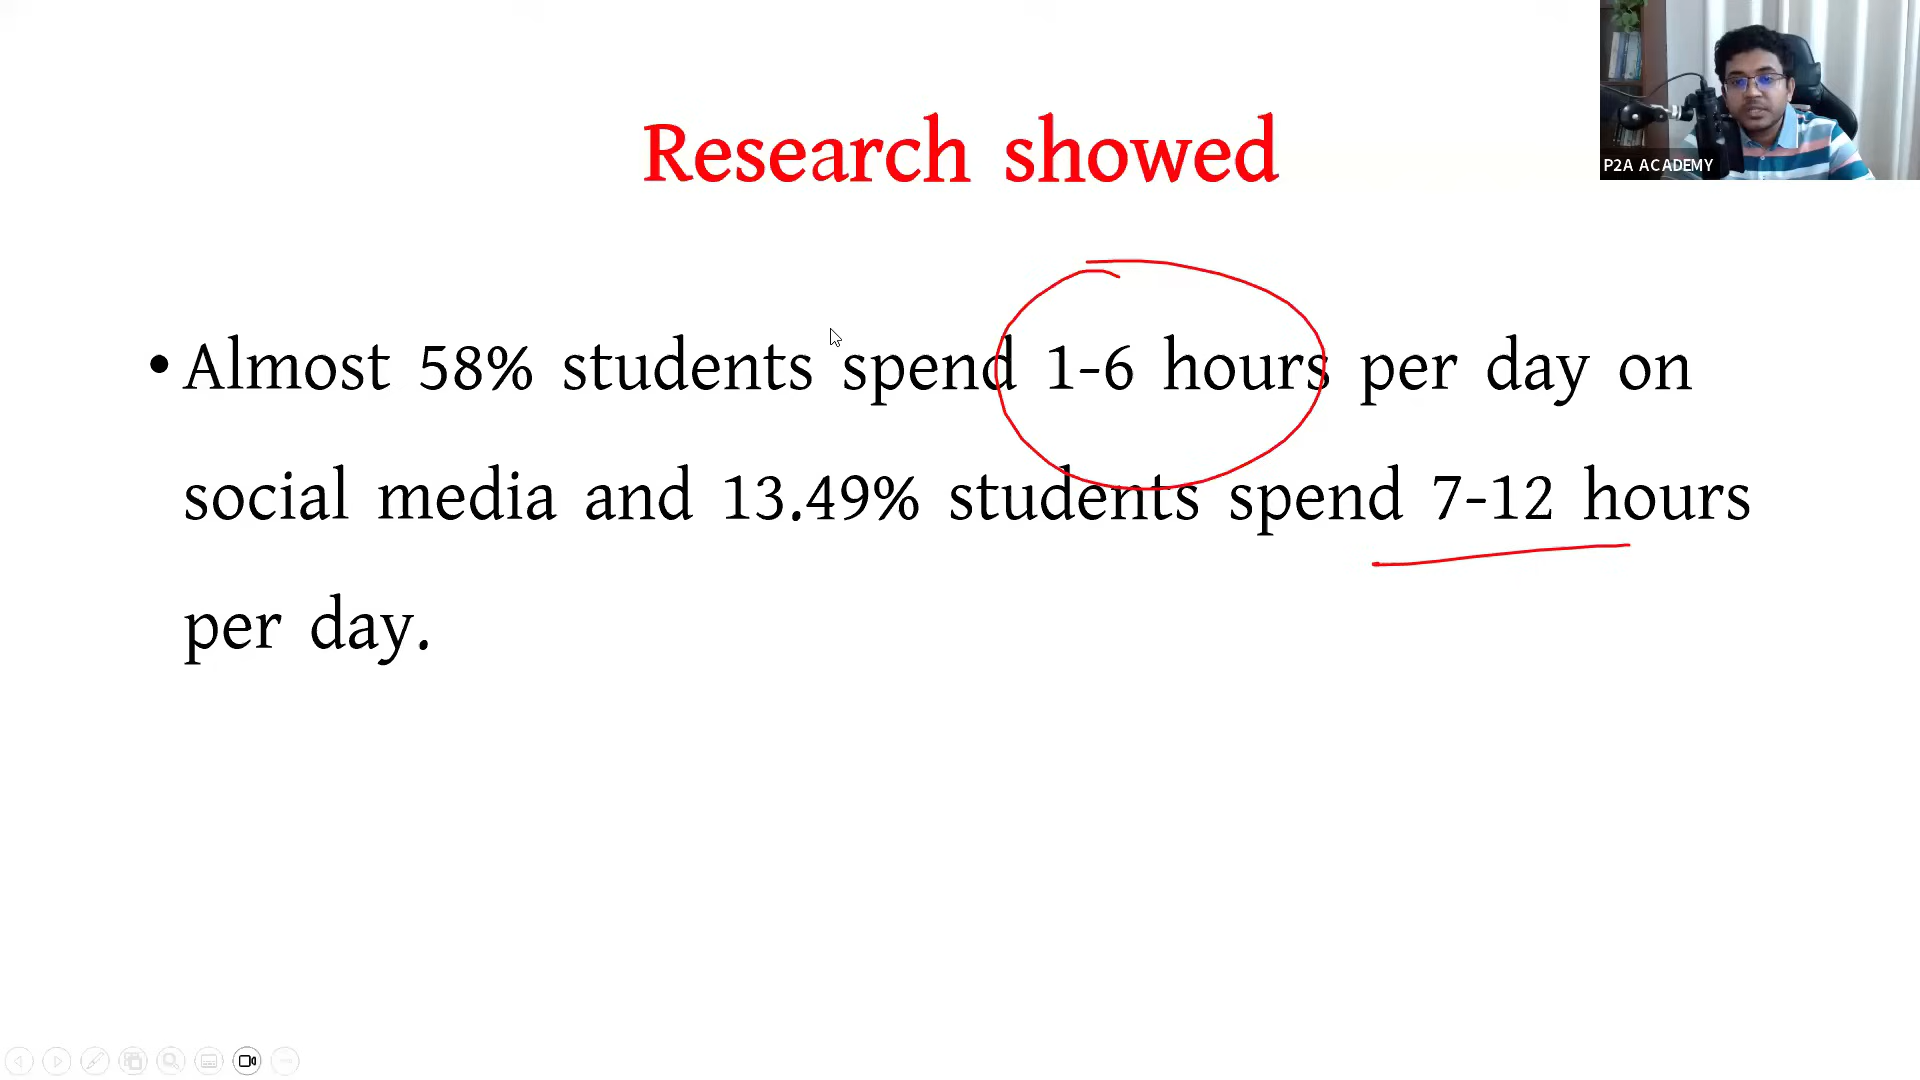 Research showed
P2A ACADEMY
• Almost 58% students spend 1-6 hours per day on
social media and 13.49% students spend 7-12 hours
per day.